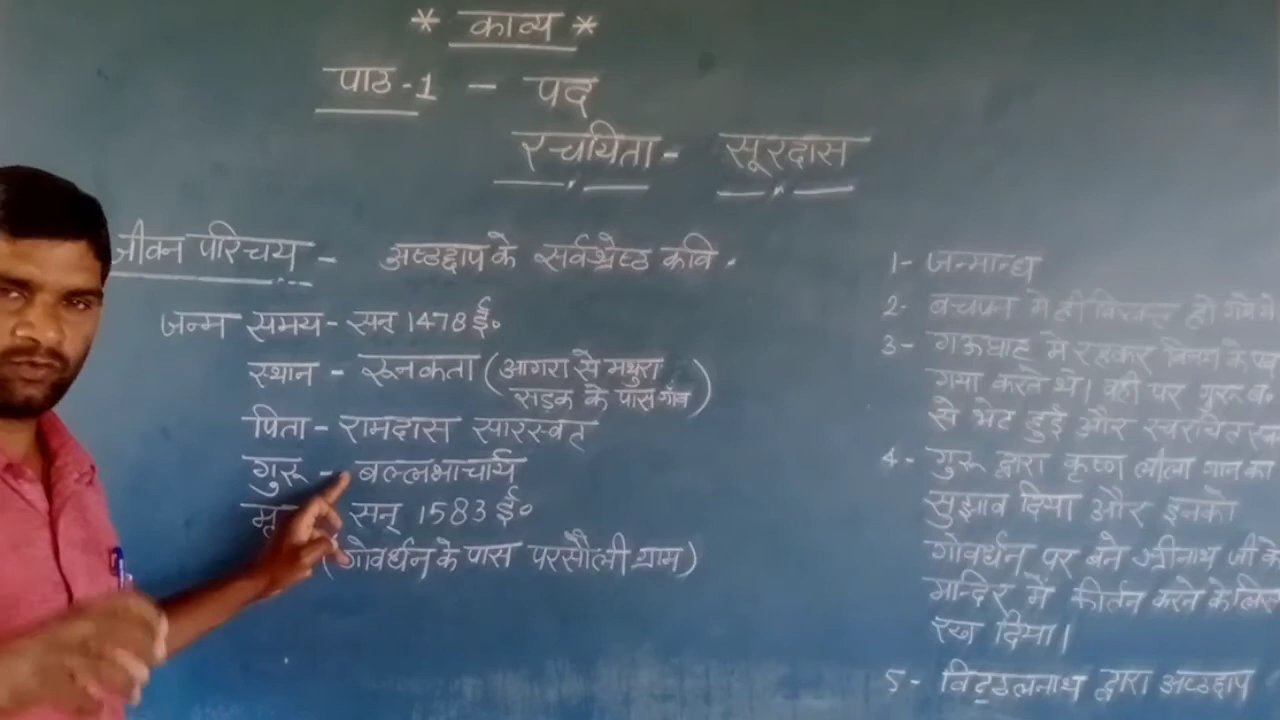 * काव्य *
पाठ-1 - पद
रचयिता - सूरदास
जीवन परिचय - अष्टछाप के सर्वश्रेष्ठ कवि.
जन्म समय - सन् 1478 ई॰
स्थान - रूनकता (आगरा से मथुरा
सड़क के पास गाँव)
पिता - रामदास सारस्वत
गुरू - बल्लभाचार्य
सन् 1583 ई॰
(गोवर्धन के पास परसौली ग्राम)
1- जन्मान्ध
2- बचपन में ही विरक्त हो गये थे
3- गऊघाट में रहकर विनय के पद
गया करते थे। वही पर गुरू ब.
से भेट हुई और स्वरचित
4- गुरू द्वारा कृष्ण लीला गान का
सुझाव दिया और इनको
गोवर्धन पर बने श्रीनाथ जी के
मन्दिर में कीर्तन करने के लिए
रख दिया।
5- विट्ठलनाथ द्वारा अष्टछाप